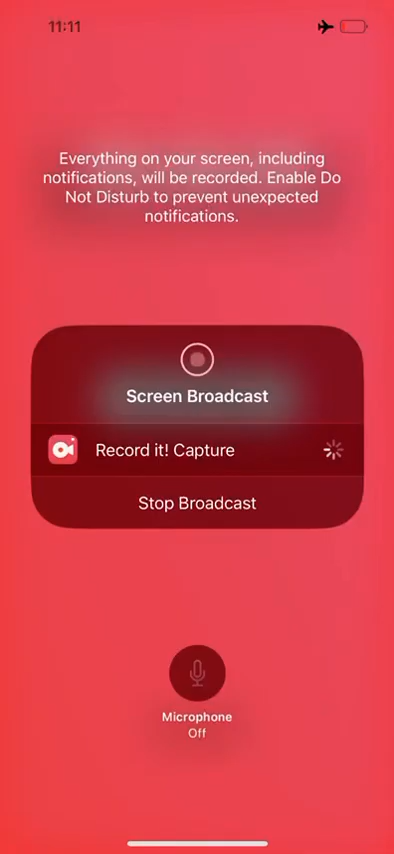 11:11
Everything on your screen, including
notifications, will be recorded. Enable Do
Not Disturb to prevent unexpected
notifications.
Screen Broadcast
Record it! Capture
Stop Broadcast
Microphone
Off